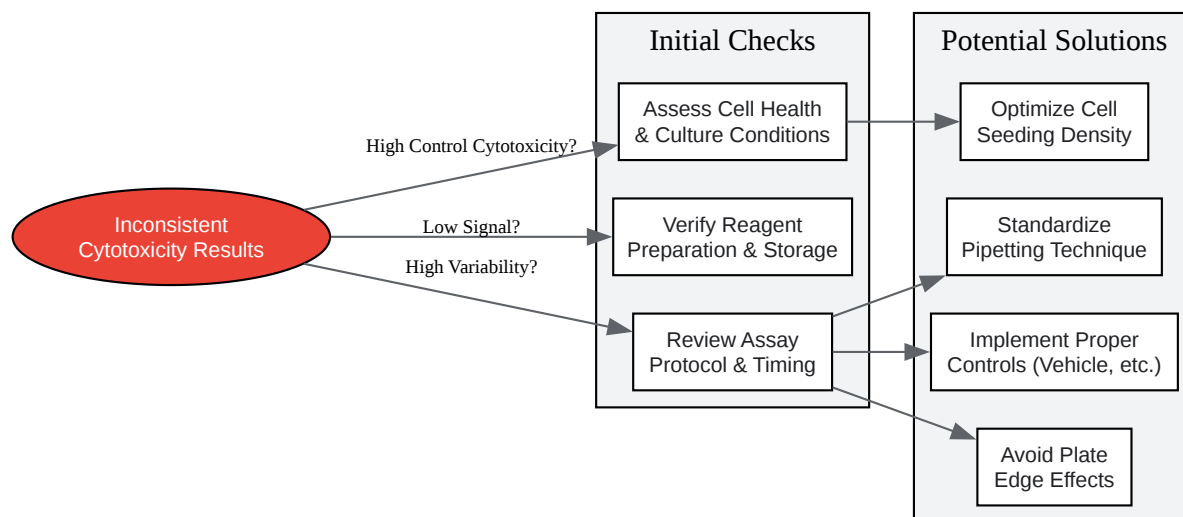 Initial Checks
Potential Solutions
Inconsistent
Cytotoxicity Results
High Control Cytotoxicity?
Low Signal?
High Variability?
Assess Cell Health
& Culture Conditions
Verify Reagent
Preparation & Storage
Review Assay
Protocol & Timing
Optimize Cell
Seeding Density
Standardize
Pipetting Technique
Implement Proper
Controls (Vehicle, etc.)
Avoid Plate
Edge Effects